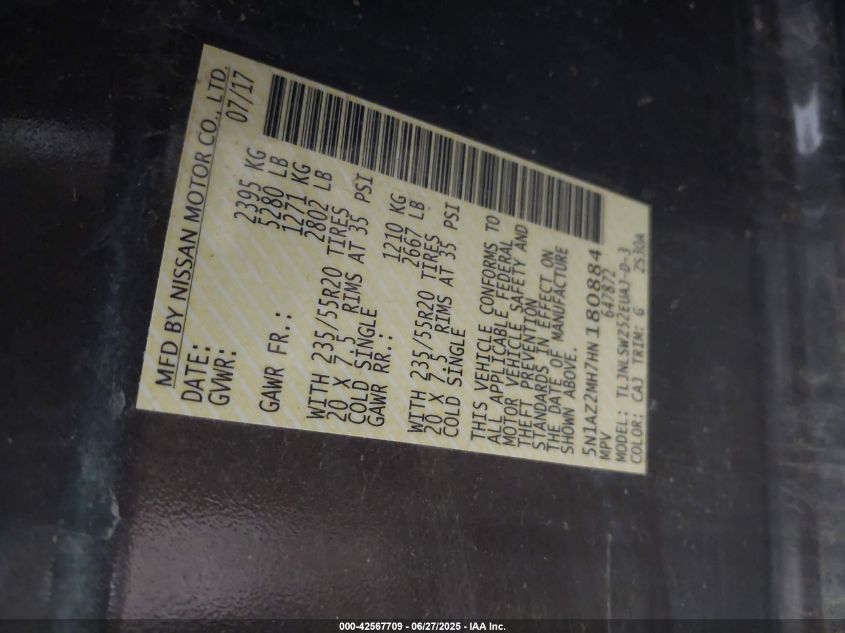 MFD BY NISSAN MOTOR CO., LTD.
DATE: 07/17
GVWR: 2395 KG
5280 LB
GAWR FR.: 1271 KG
2802 LB
WITH 235/55R20 TIRES
20 X 7.5 RIMS AT 35 PSI
COLD SINGLE
GAWR RR.: 1210 KG
2667 LB
WITH 235/55R20 TIRES
20 X 7.5 RIMS AT 35 PSI
COLD SINGLE
THIS VEHICLE CONFORMS TO
ALL APPLICABLE FEDERAL
MOTOR VEHICLE SAFETY AND
THEFT PREVENTION
STANDARDS IN EFFECT ON
THE DATE OF MANUFACTURE
SHOWN ABOVE.
5N1AZ2MH7HN180884
MPV 647872
MODEL: TL3NLSWZ52EUAJ-D-3
COLOR: CAJ TRIM: G 2530A
000-42567709 - 06/27/2025 - IAA Inc.